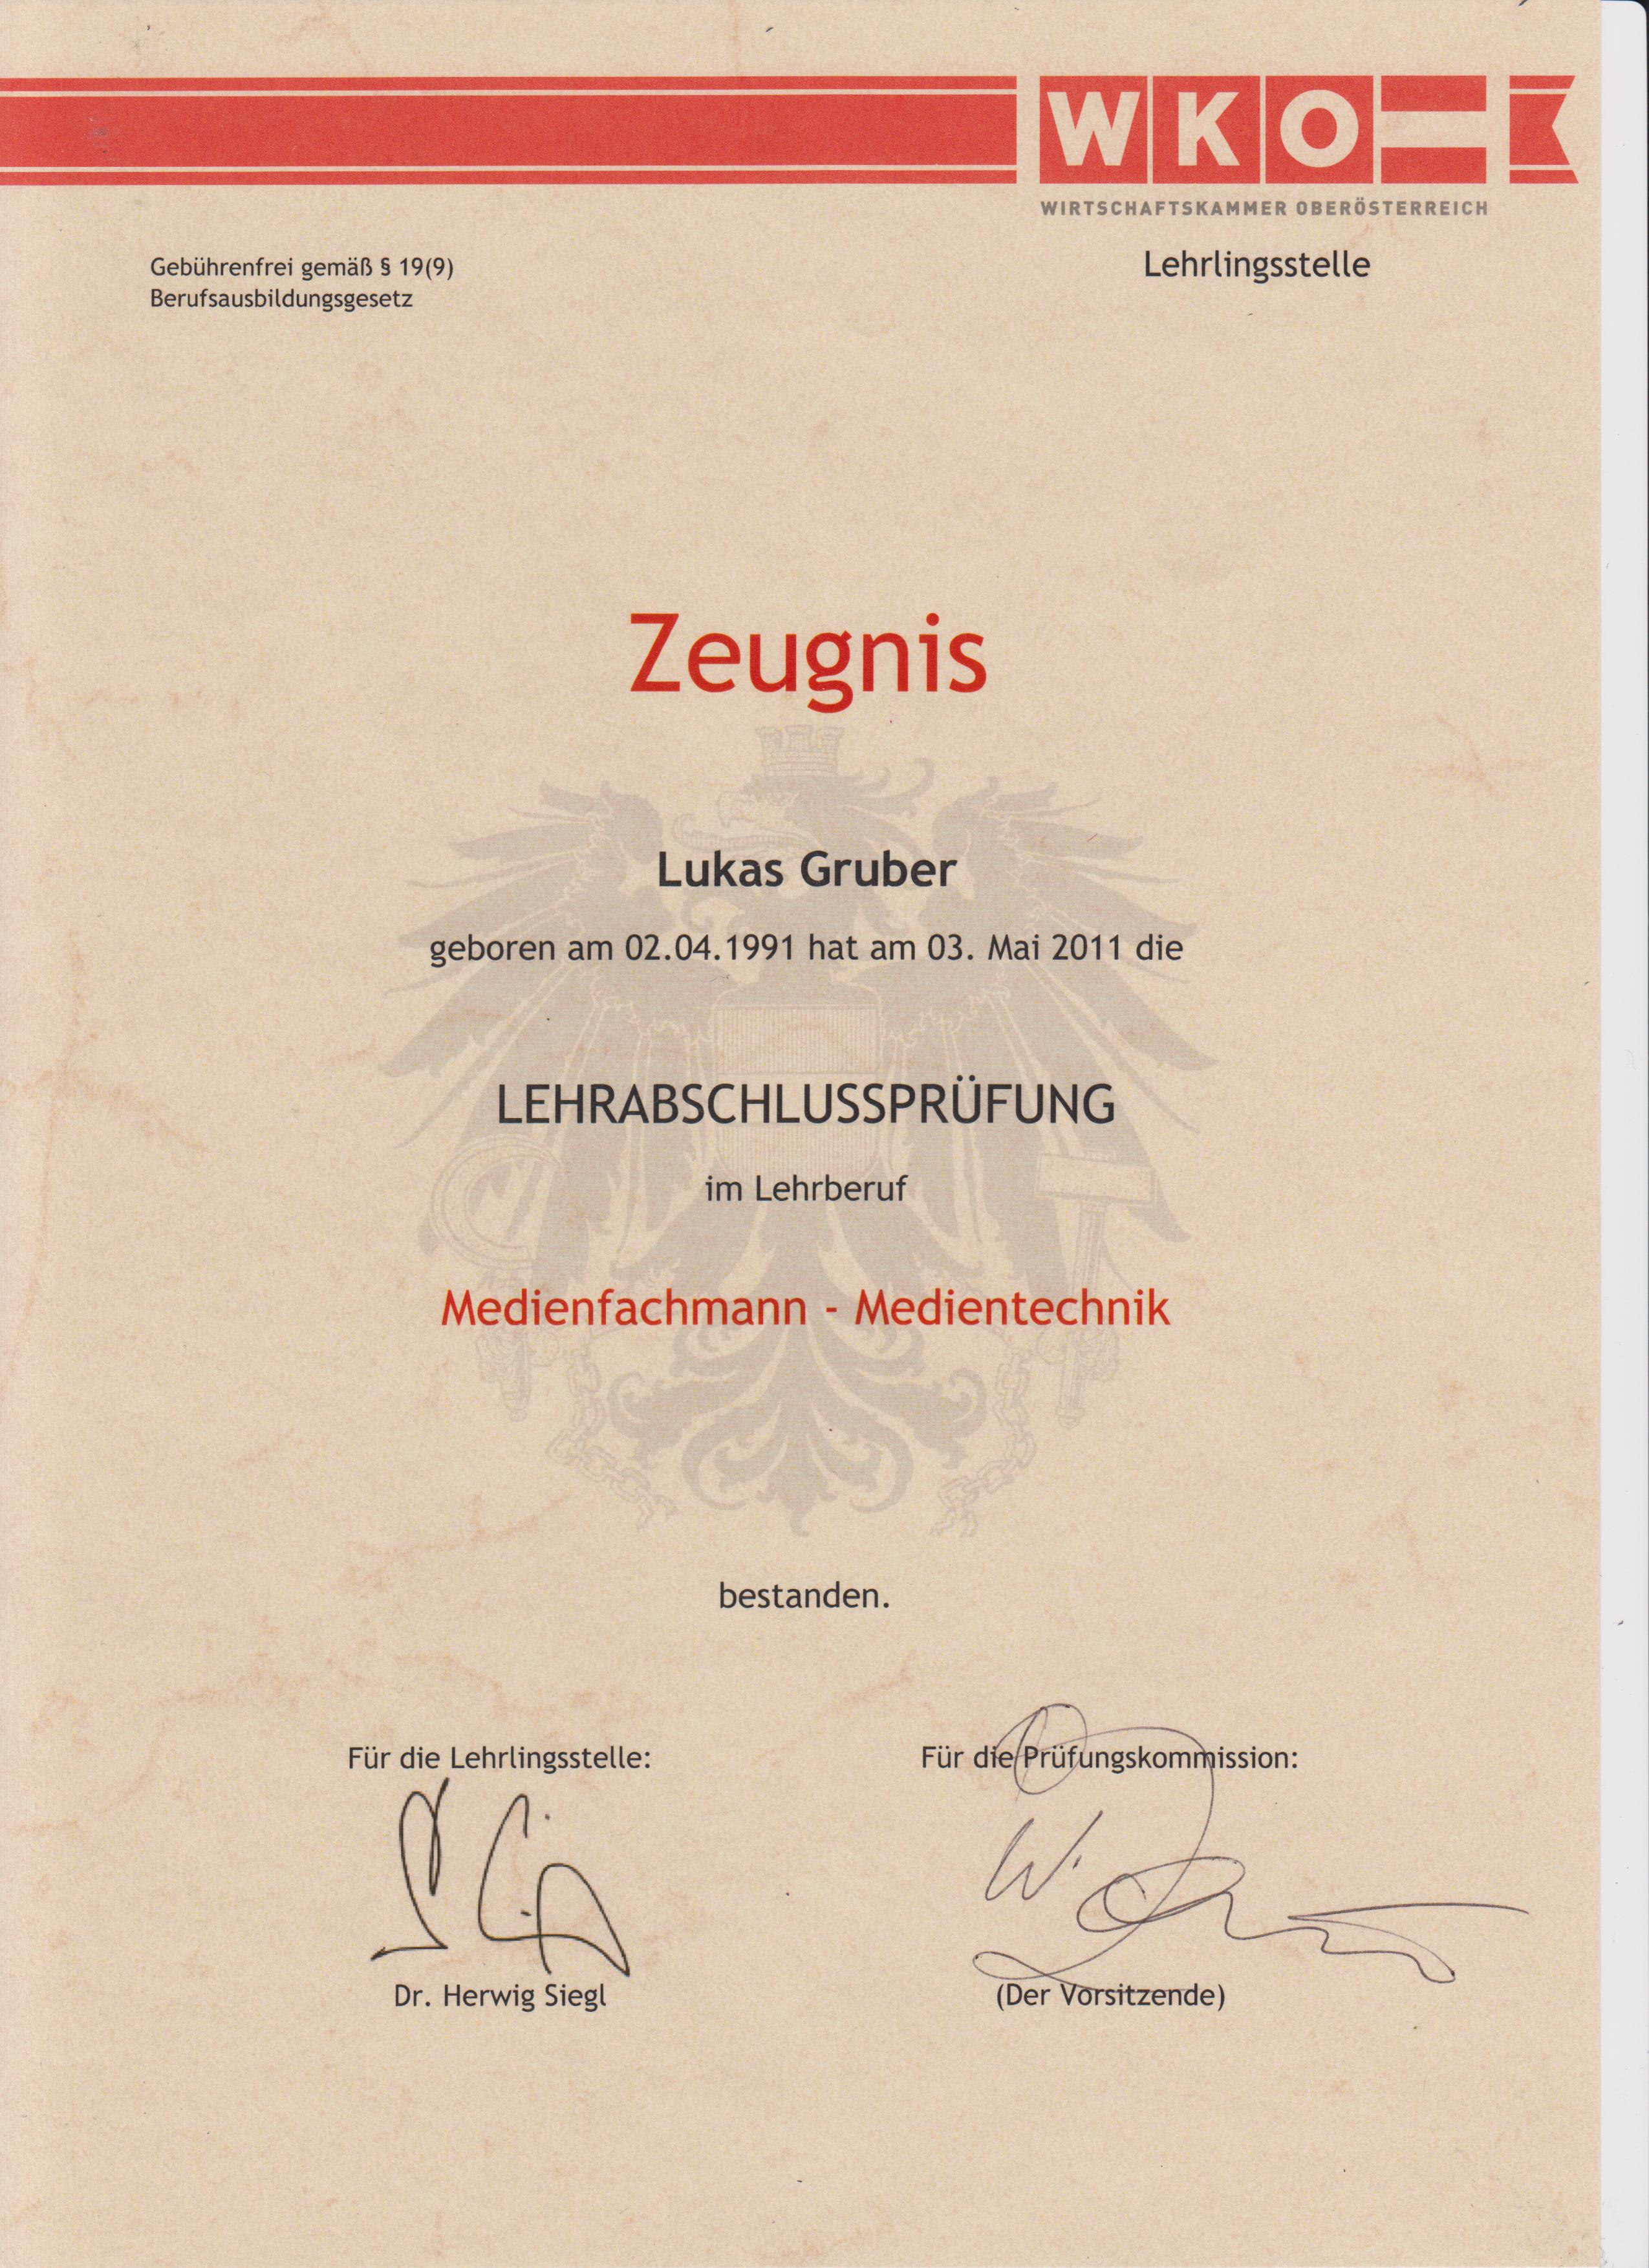 WKO
WIRTSCHAFTSKAMMER OBERÖSTERREICH
Gebührenfrei gemäß § 19(9)
Berufsausbildungsgesetz
Lehrlingsstelle
Zeugnis
Lukas Gruber
geboren am 02.04.1991 hat am 03. Mai 2011 die
LEHRABSCHLUSSPRÜFUNG
im Lehrberuf
Medienfachmann - Medientechnik
bestanden.
Für die Lehrlingsstelle: Für die Prüfungskommission:
Dr. Herwig Siegl (Der Vorsitzende)